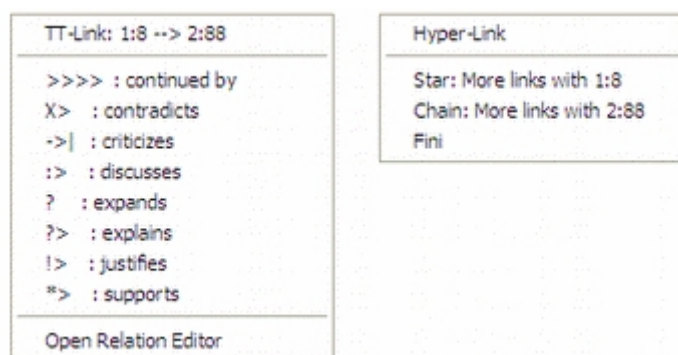 TT-Link: 1:8 --> 2:88
>>>> : continued by
X> : contradicts
->| : criticizes
:> : discusses
? : expands
?> : explains
!> : justifies
*> : supports
Open Relation Editor
Hyper-Link
Star: More links with 1:8
Chain: More links with 2:88
Fini